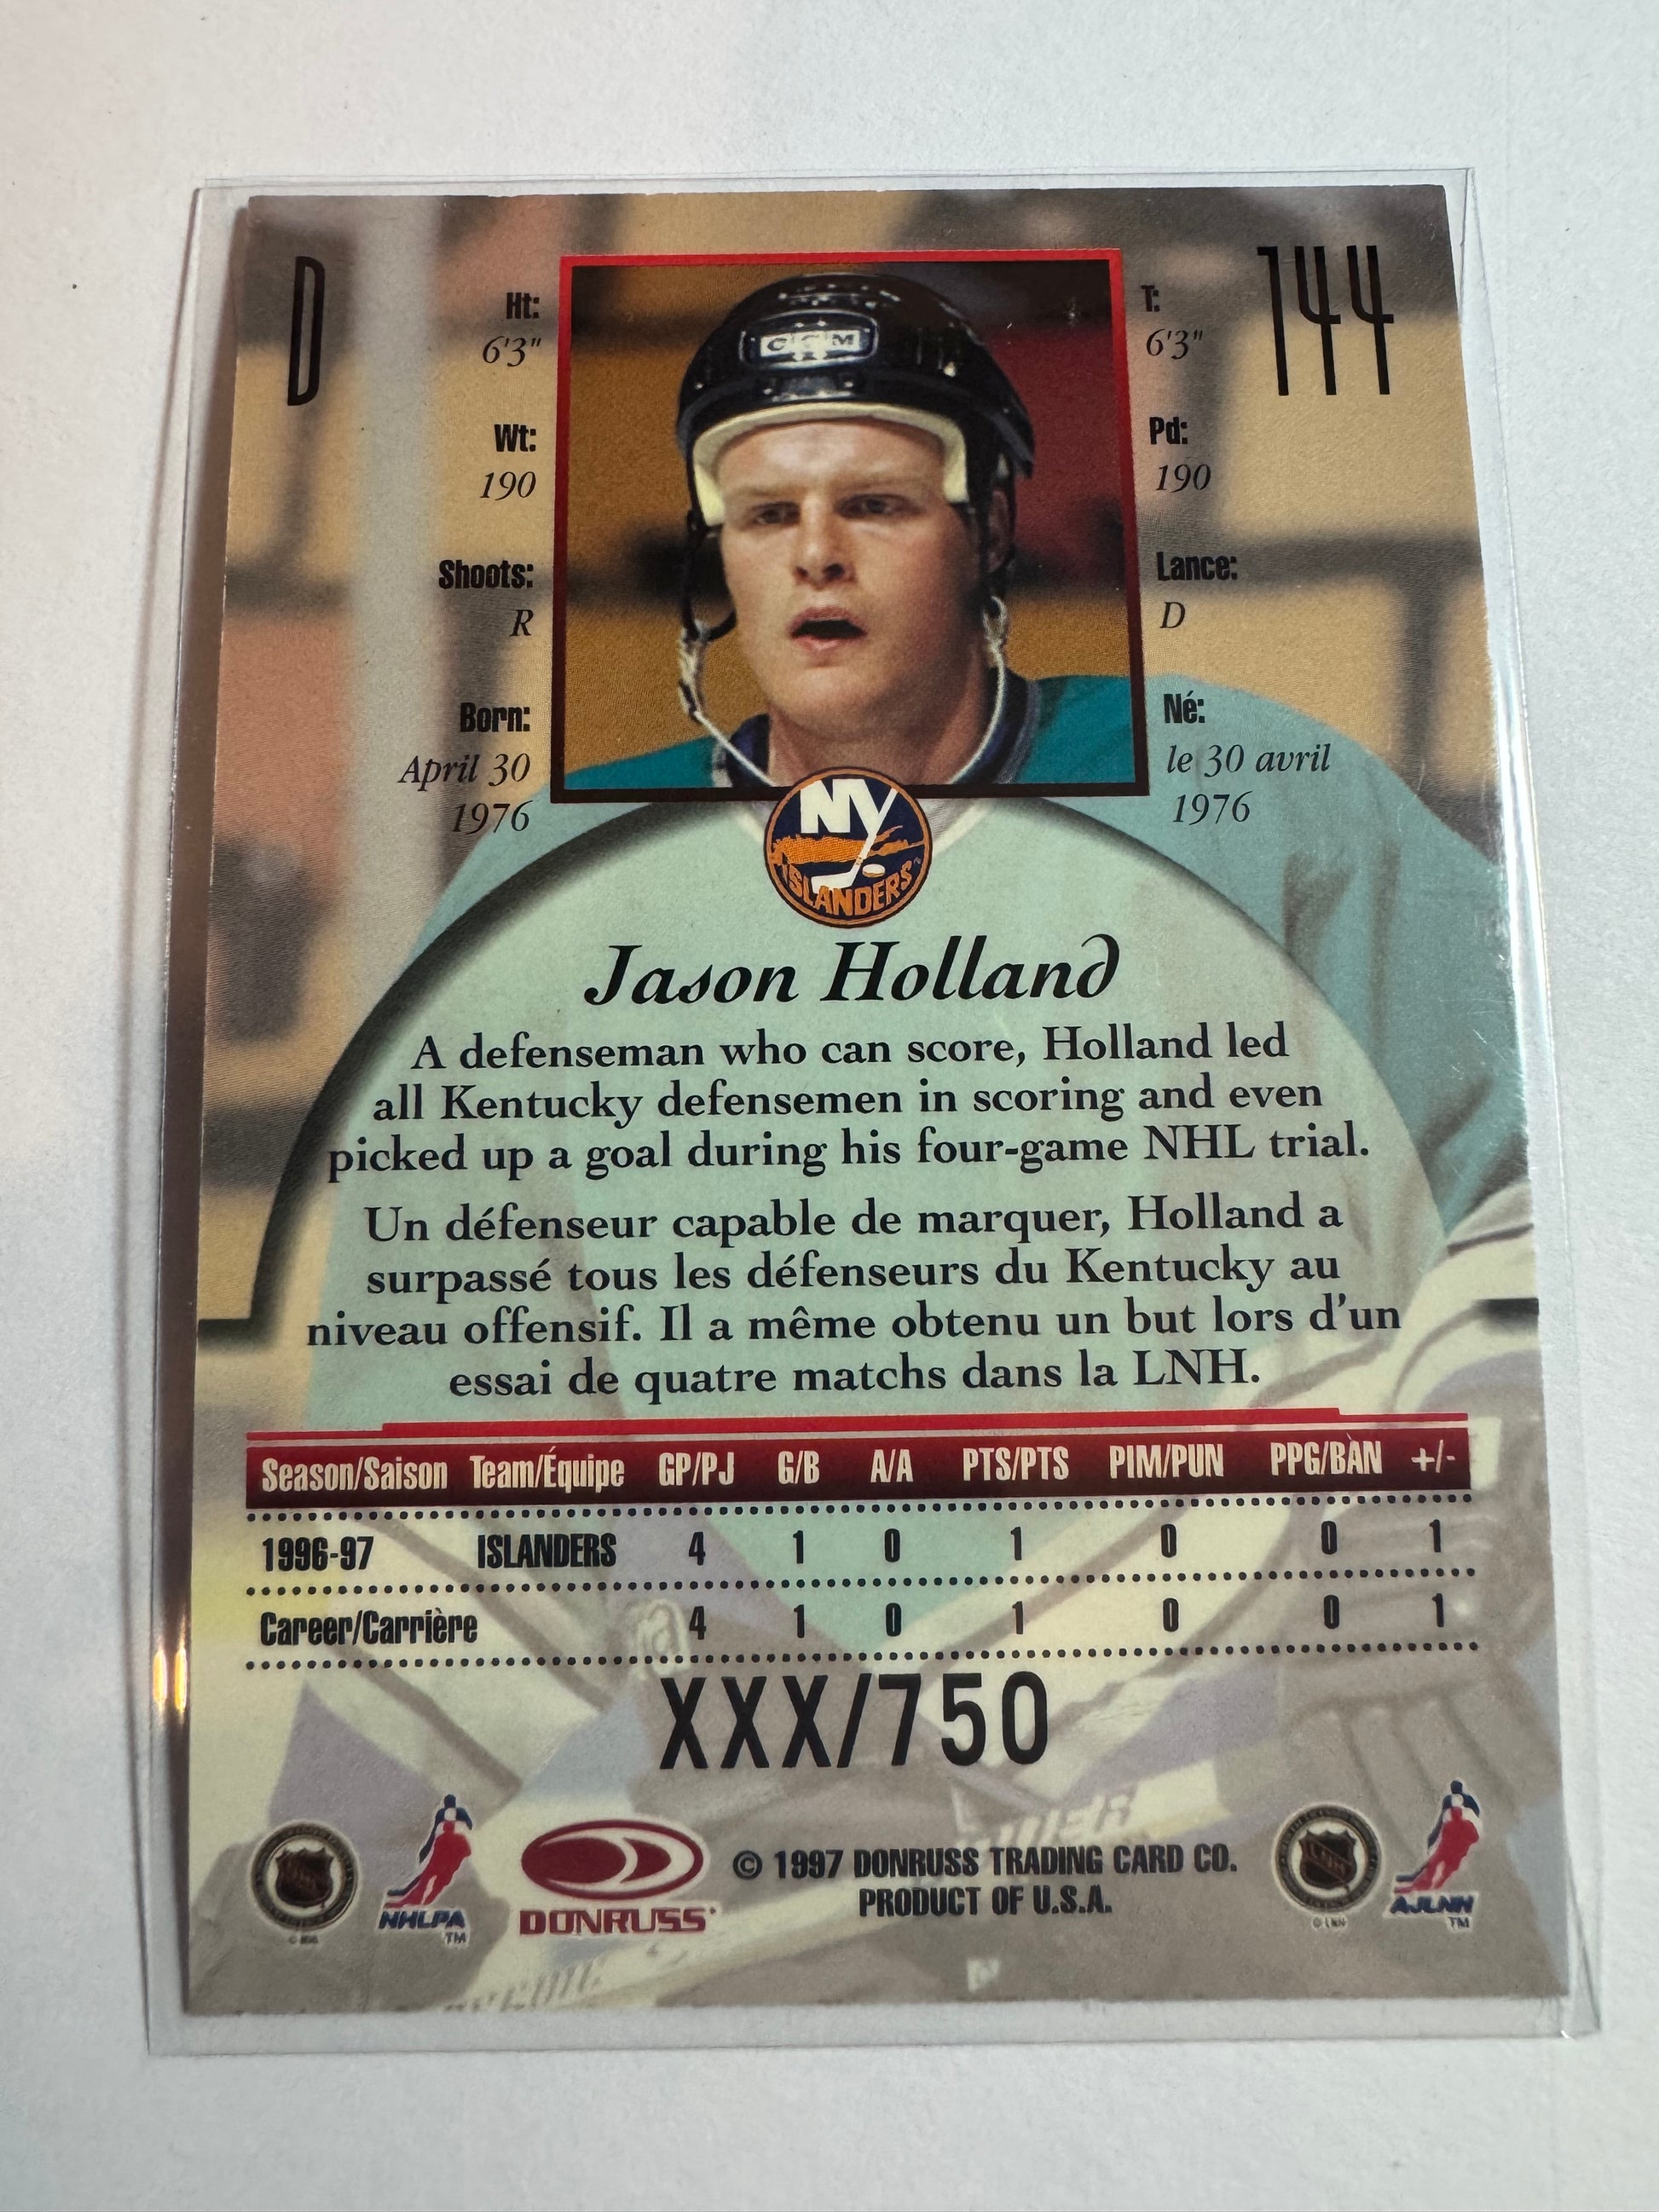 D
144
Ht:
6'3"
Wt:
190
Shoots:
R
Born:
April 30
1976
CCM
T:
6'3"
Pd:
190
Lance:
D
Né:
le 30 avril
1976
NY
ISLANDERS
Jason Holland
A defenseman who can score, Holland led
all Kentucky defensemen in scoring and even
picked up a goal during his four-game NHL trial.
Un défenseur capable de marquer, Holland a
surpassé tous les défenseurs du Kentucky au
niveau offensif. Il a même obtenu un but lors d'un
essai de quatre matchs dans la LNH.
Season/Saison Team/Équipe GP/PJ G/B A/A PTS/PTS PIM/PUN PPG/BÀN +/-
1996-97 ISLANDERS 4 1 0 1 0 0 1
Career/Carrière 4 1 0 1 0 0 1
XXX/750
NHLPA
TM
DONRUSS
© 1997 DONRUSS TRADING CARD CO.
PRODUCT OF U.S.A.
AJLNH
TM